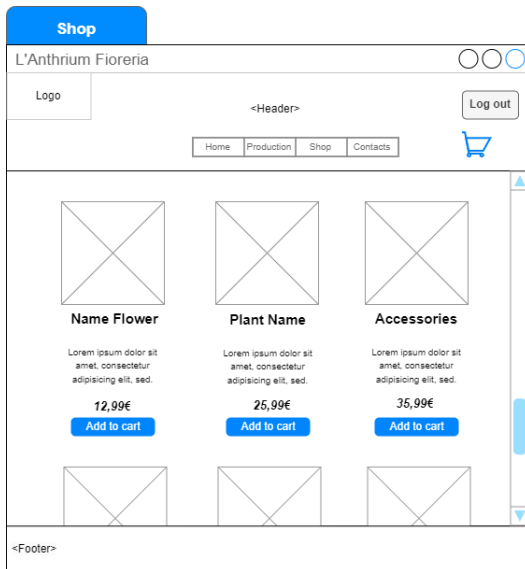 Shop
L'Anthrium Fioreria
Logo
<Header>
Log out
Home Production Shop Contacts
Name Flower
Lorem ipsum dolor sit
amet, consectetur
adipisicing elit, sed.
12,99€
Add to cart
Plant Name
Lorem ipsum dolor sit
amet, consectetur
adipisicing elit, sed.
25,99€
Add to cart
Accessories
Lorem ipsum dolor sit
amet, consectetur
adipisicing elit, sed.
35,99€
Add to cart
<Footer>